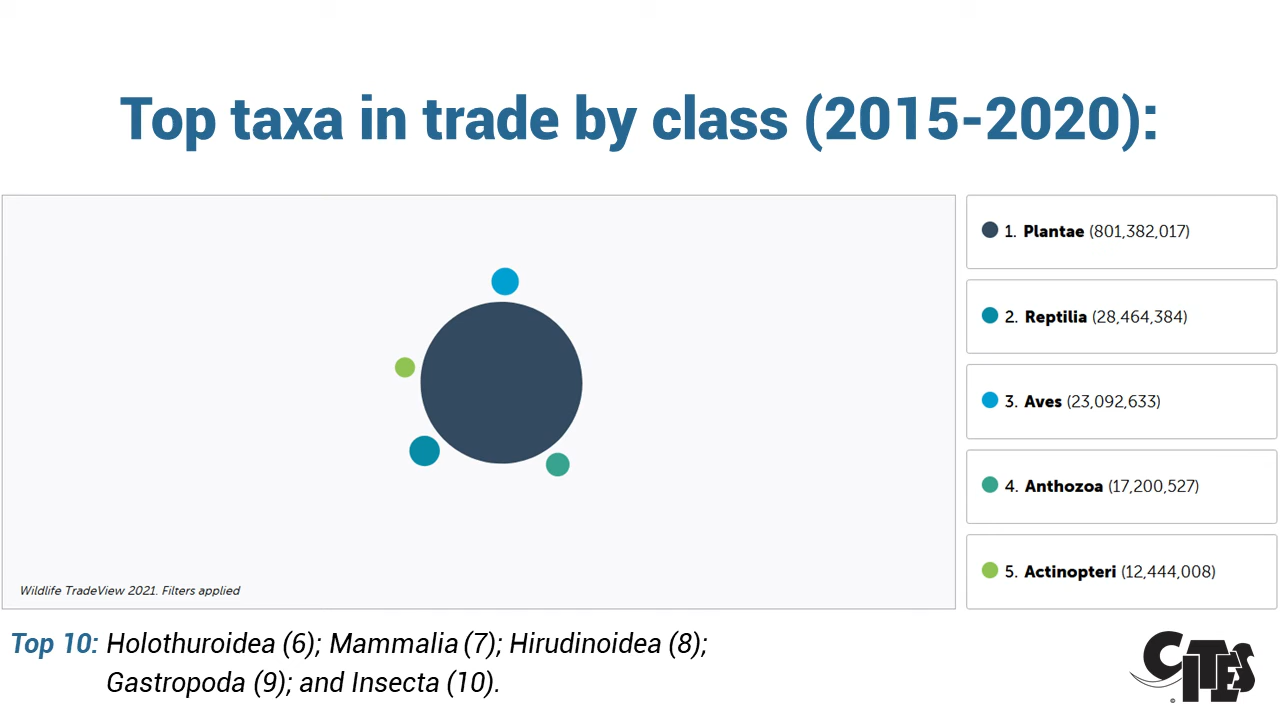 Top taxa in trade by class (2015-2020):
1. Plantae (801,382,017)
2. Reptilia (28,464,384)
3. Aves (23,092,633)
4. Anthozoa (17,200,527)
5. Actinopteri (12,444,008)
Wildlife TradeView 2021. Filters applied
Top 10: Holothuroidea (6); Mammalia (7); Hirudinoidea (8);
Gastropoda (9); and Insecta (10).
CITES
®